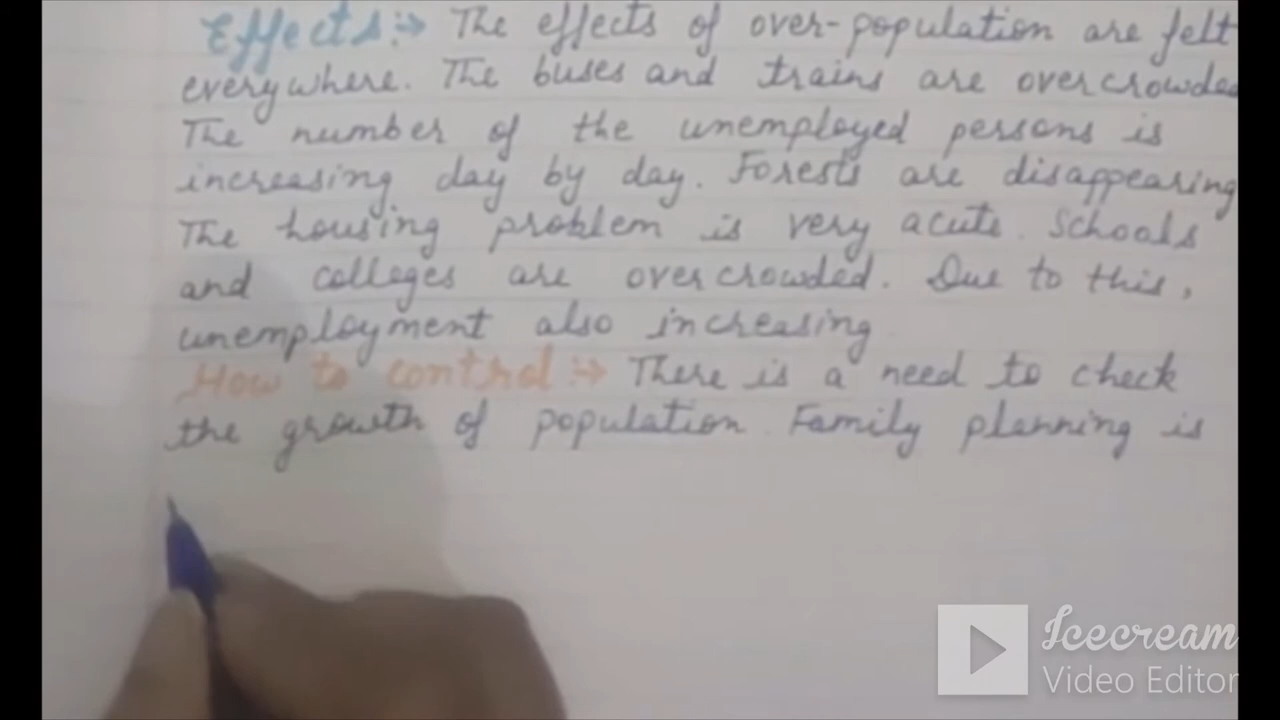 Effects:→ The effects of over-population are felt
everywhere. The buses and trains are overcrowded
The number of the unemployed persons is
increasing day by day. Forests are disappearing
The housing problem is very acute. Schools
and colleges are overcrowded. Due to this,
unemployment also increasing
How to control:→ There is a need to check
the growth of population. Family planning is
Icecream
Video Editor